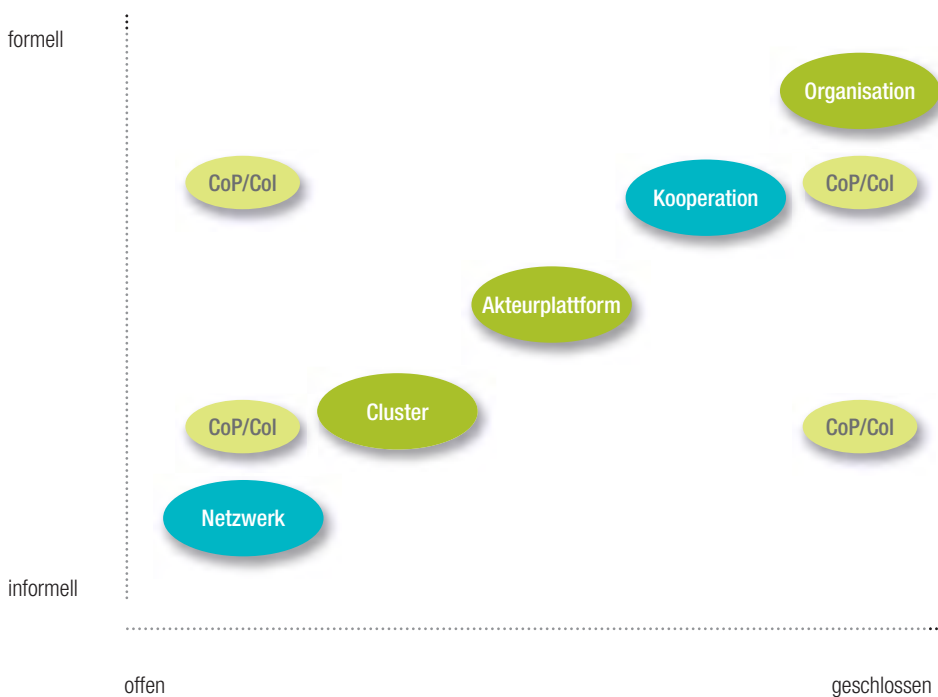 formell
Organisation
CoP/CoI
Kooperation
CoP/CoI
Akteurplattform
Cluster
CoP/CoI
CoP/CoI
Netzwerk
informell
offen
geschlossen